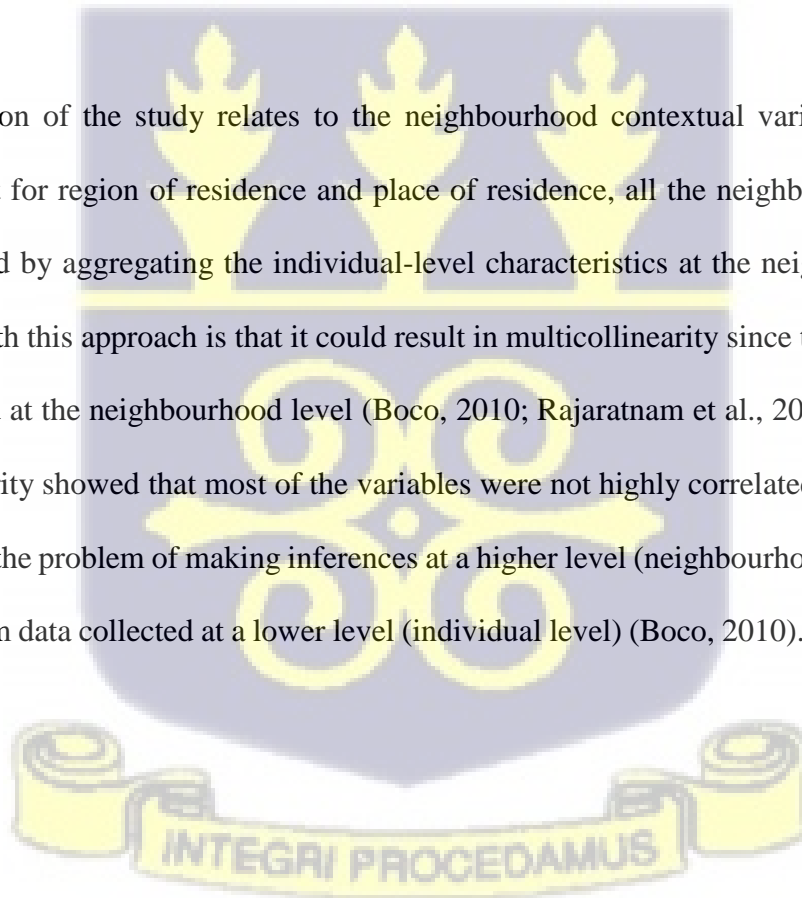 on of the study relates to the neighbourhood contextual vari
for region of residence and place of residence, all the neighb
d by aggregating the individual-level characteristics at the neig
th this approach is that it could result in multicollinearity since t
at the neighbourhood level (Boco, 2010; Rajaratnam et al., 20
rity showed that most of the variables were not highly correlated
the problem of making inferences at a higher level (neighbourho
m data collected at a lower level (individual level) (Boco, 2010).
INTEGRI PROCEDAMUS